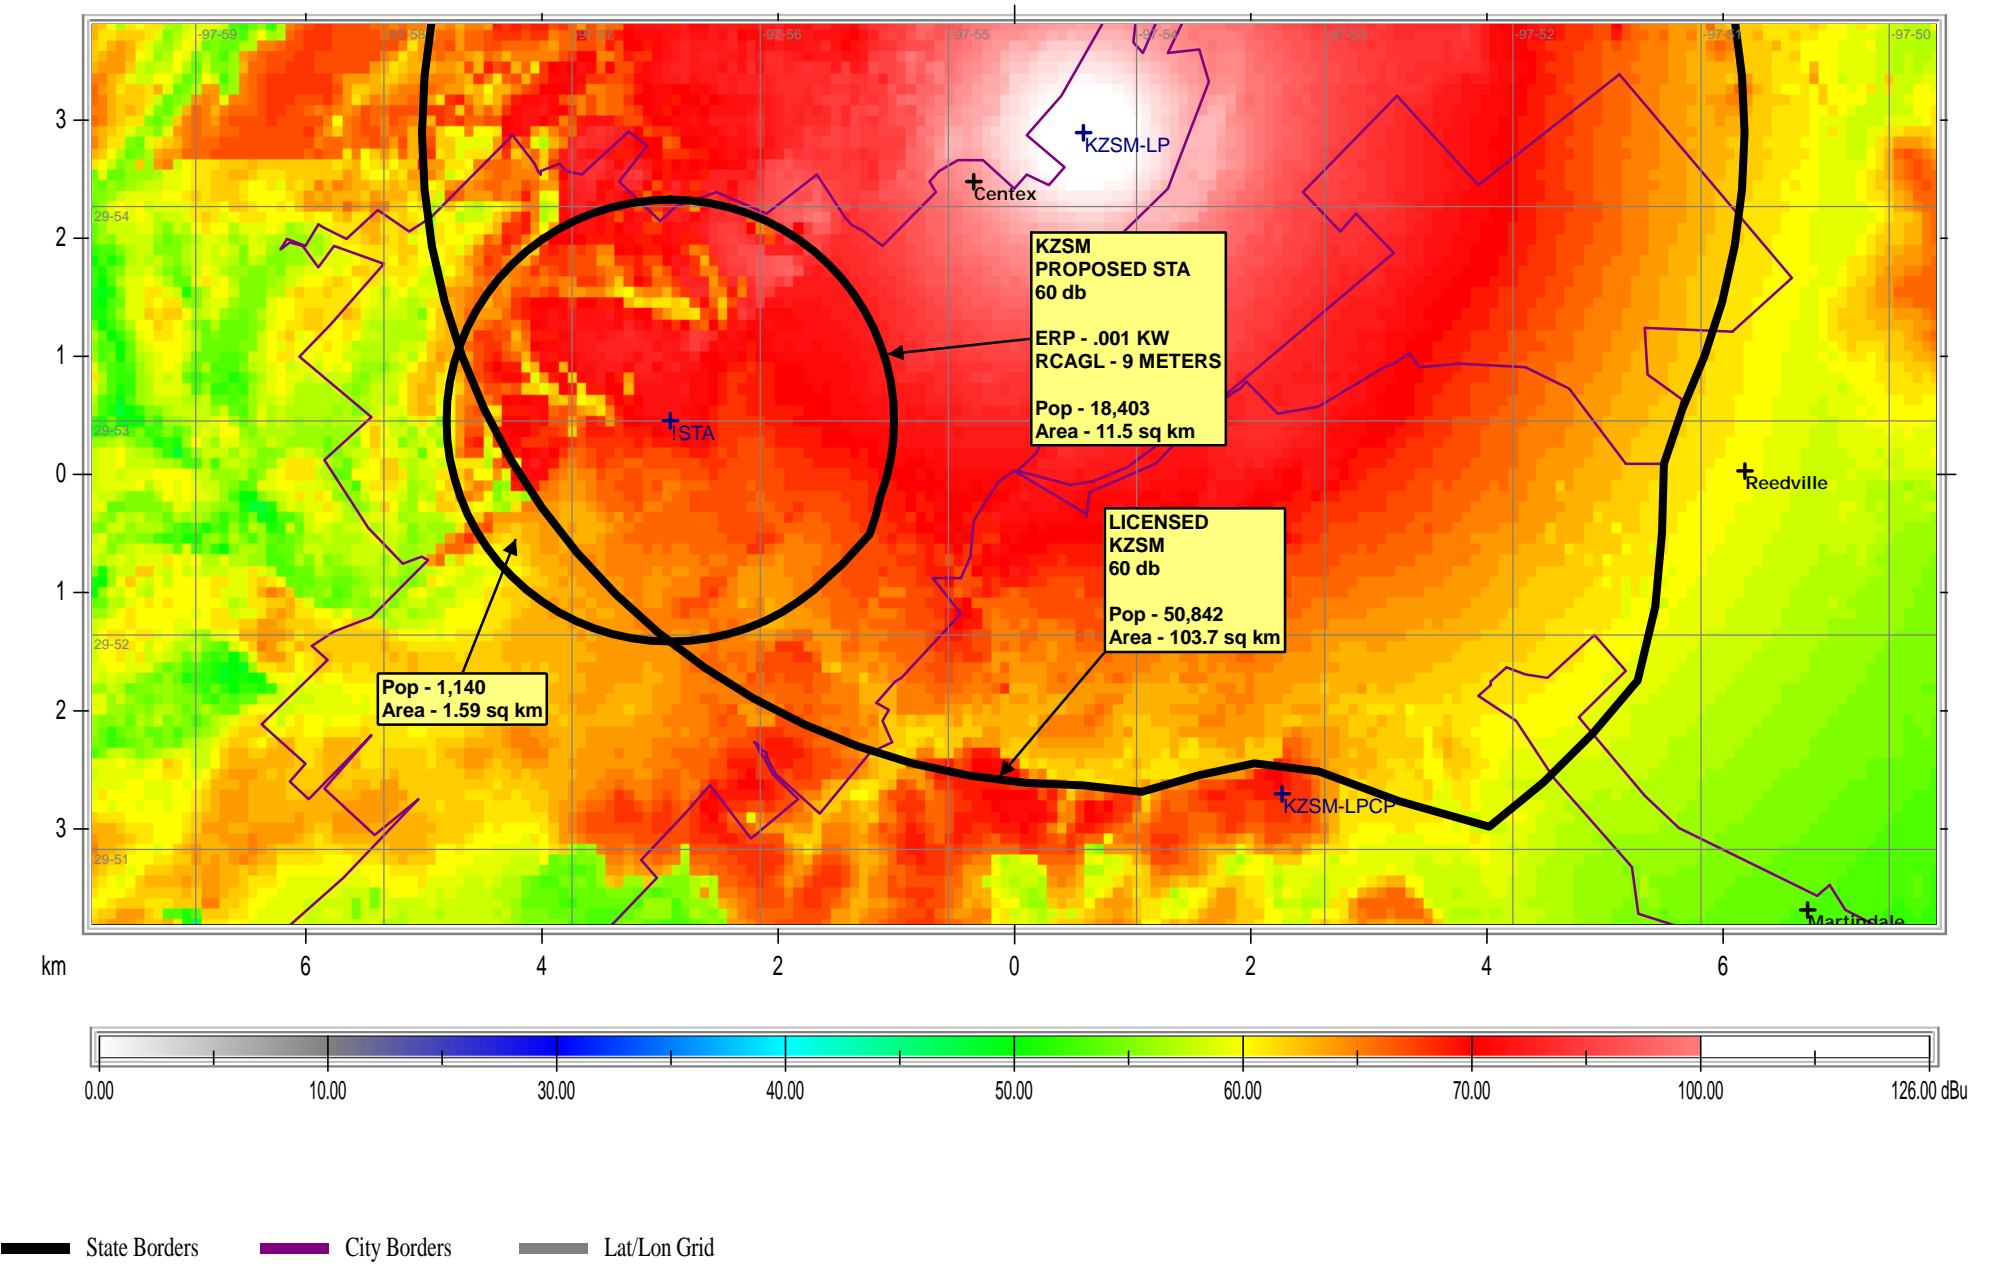 -97-59 -97-58 -97-57 -97-56 -97-55 -97-54 -97-53 -97-52 -97-51 -97-50
3
KZSM-LP
Centex
29-54
2
KZSM
PROPOSED STA
60 db
ERP - .001 KW
RCAGL - 9 METERS
Pop - 18,403
Area - 11.5 sq km
1
!STA
29-53
0
Reedville
LICENSED
KZSM
60 db
Pop - 50,842
Area - 103.7 sq km
1
29-52
Pop - 1,140
Area - 1.59 sq km
2
KZSM-LPCP
3
29-51
Martindale
km 6 4 2 0 2 4 6
0.00 10.00 30.00 40.00 50.00 60.00 70.00 100.00 126.00 dBu
State Borders City Borders Lat/Lon Grid